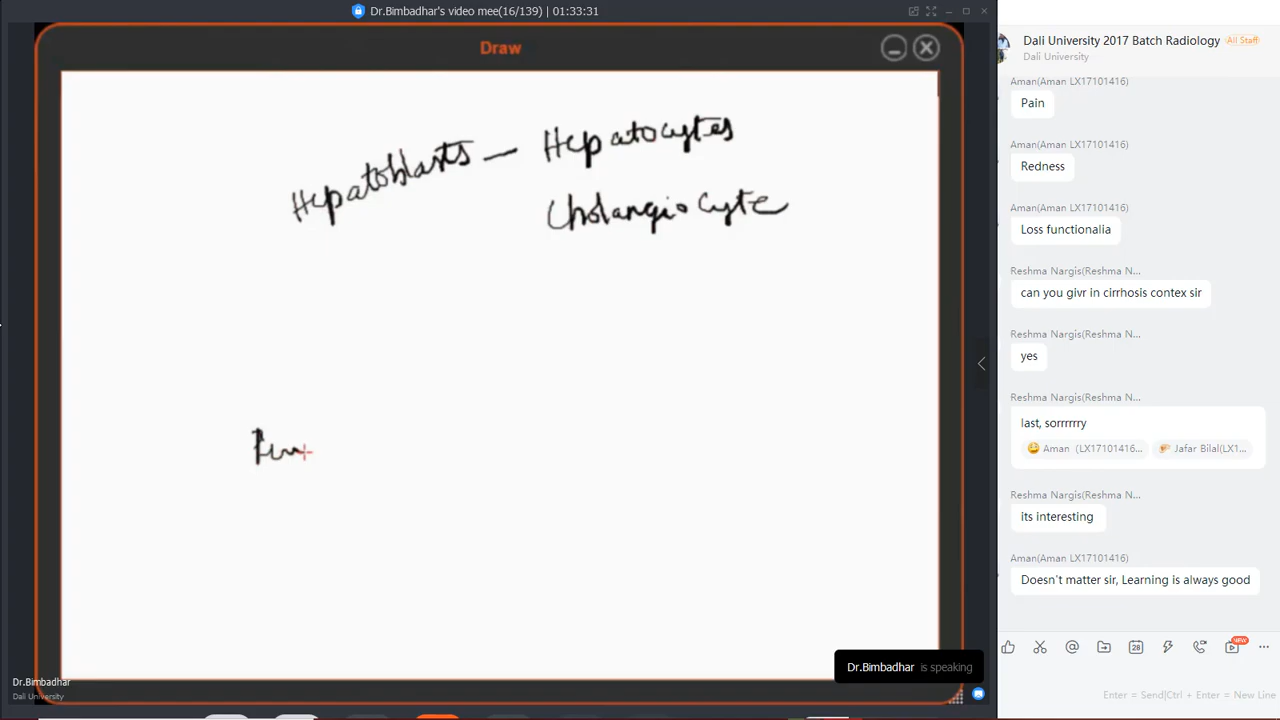 Dr.Bimbadhar's video mee(16/139) | 01:33:31
Draw
Hepatoblasts — Hepatocytes
Cholangiocyte
Dr.Bimbadhar
Dali University
Dr.Bimbadhar is speaking
Dali University 2017 Batch Radiology All Staff
Dali University
Aman(Aman LX17101416)
Pain
Aman(Aman LX17101416)
Redness
Aman(Aman LX17101416)
Loss functionalia
Reshma Nargis(Reshma N...
can you givr in cirrhosis contex sir
Reshma Nargis(Reshma N...
yes
Reshma Nargis(Reshma N...
last, sorrrrrry
Aman (LX17101416... Jafar Bilal(LX1...
Reshma Nargis(Reshma N...
its interesting
Aman(Aman LX17101416)
Doesn't matter sir, Learning is always good
28 NEW
Enter = Send[Ctrl + Enter = New Line